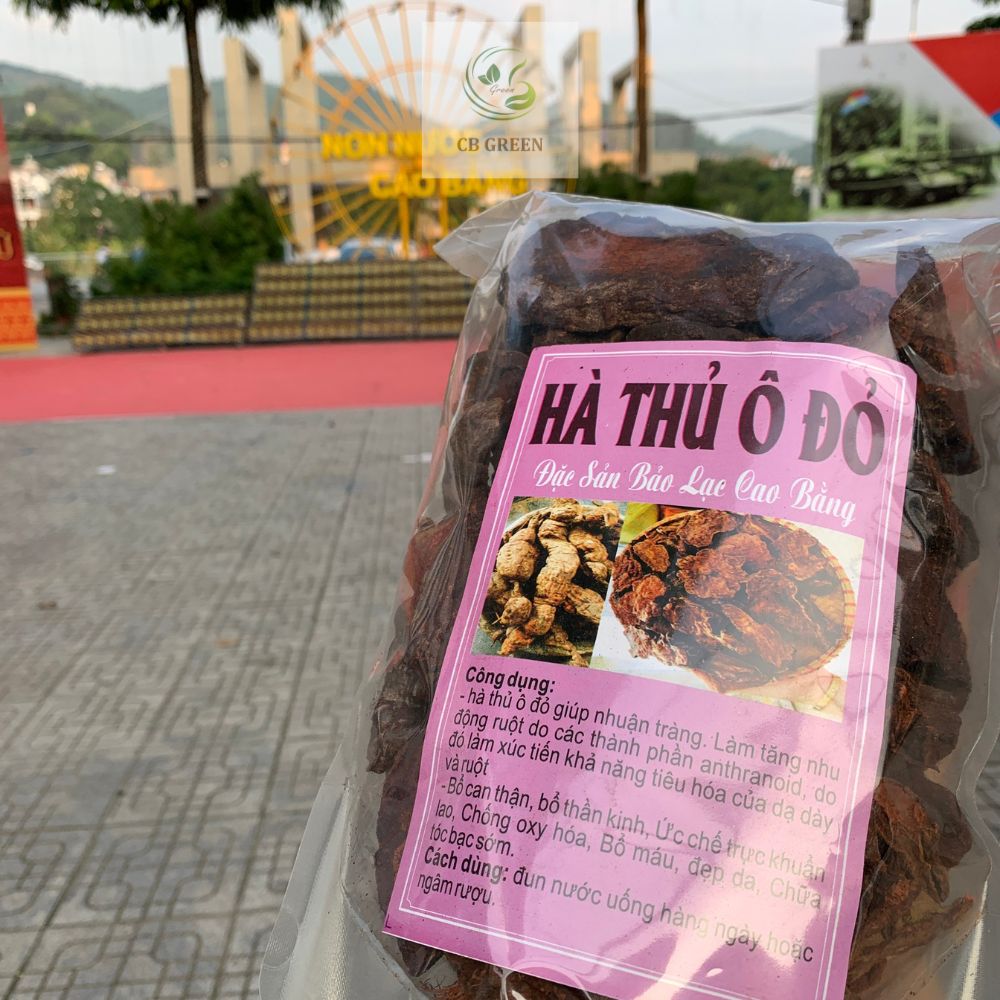 Green
CB GREEN
NON NƯỚC
CAO BẰNG
HÀ THỦ Ô ĐỎ
Đặc Sản Bảo Lạc Cao Bằng
Công dụng:
- hà thủ ô đỏ giúp nhuận tràng. Làm tăng nhu
động ruột do các thành phần anthranoid, do
đó làm xúc tiến khả năng tiêu hóa của dạ dày
và ruột
- Bổ can thận, bổ thần kinh, Ức chế trực khuẩn
lao, Chống oxy hóa, Bổ máu, đẹp da, Chữa
tóc bạc sớm.
Cách dùng: đun nước uống hàng ngày hoặc
ngâm rượu.